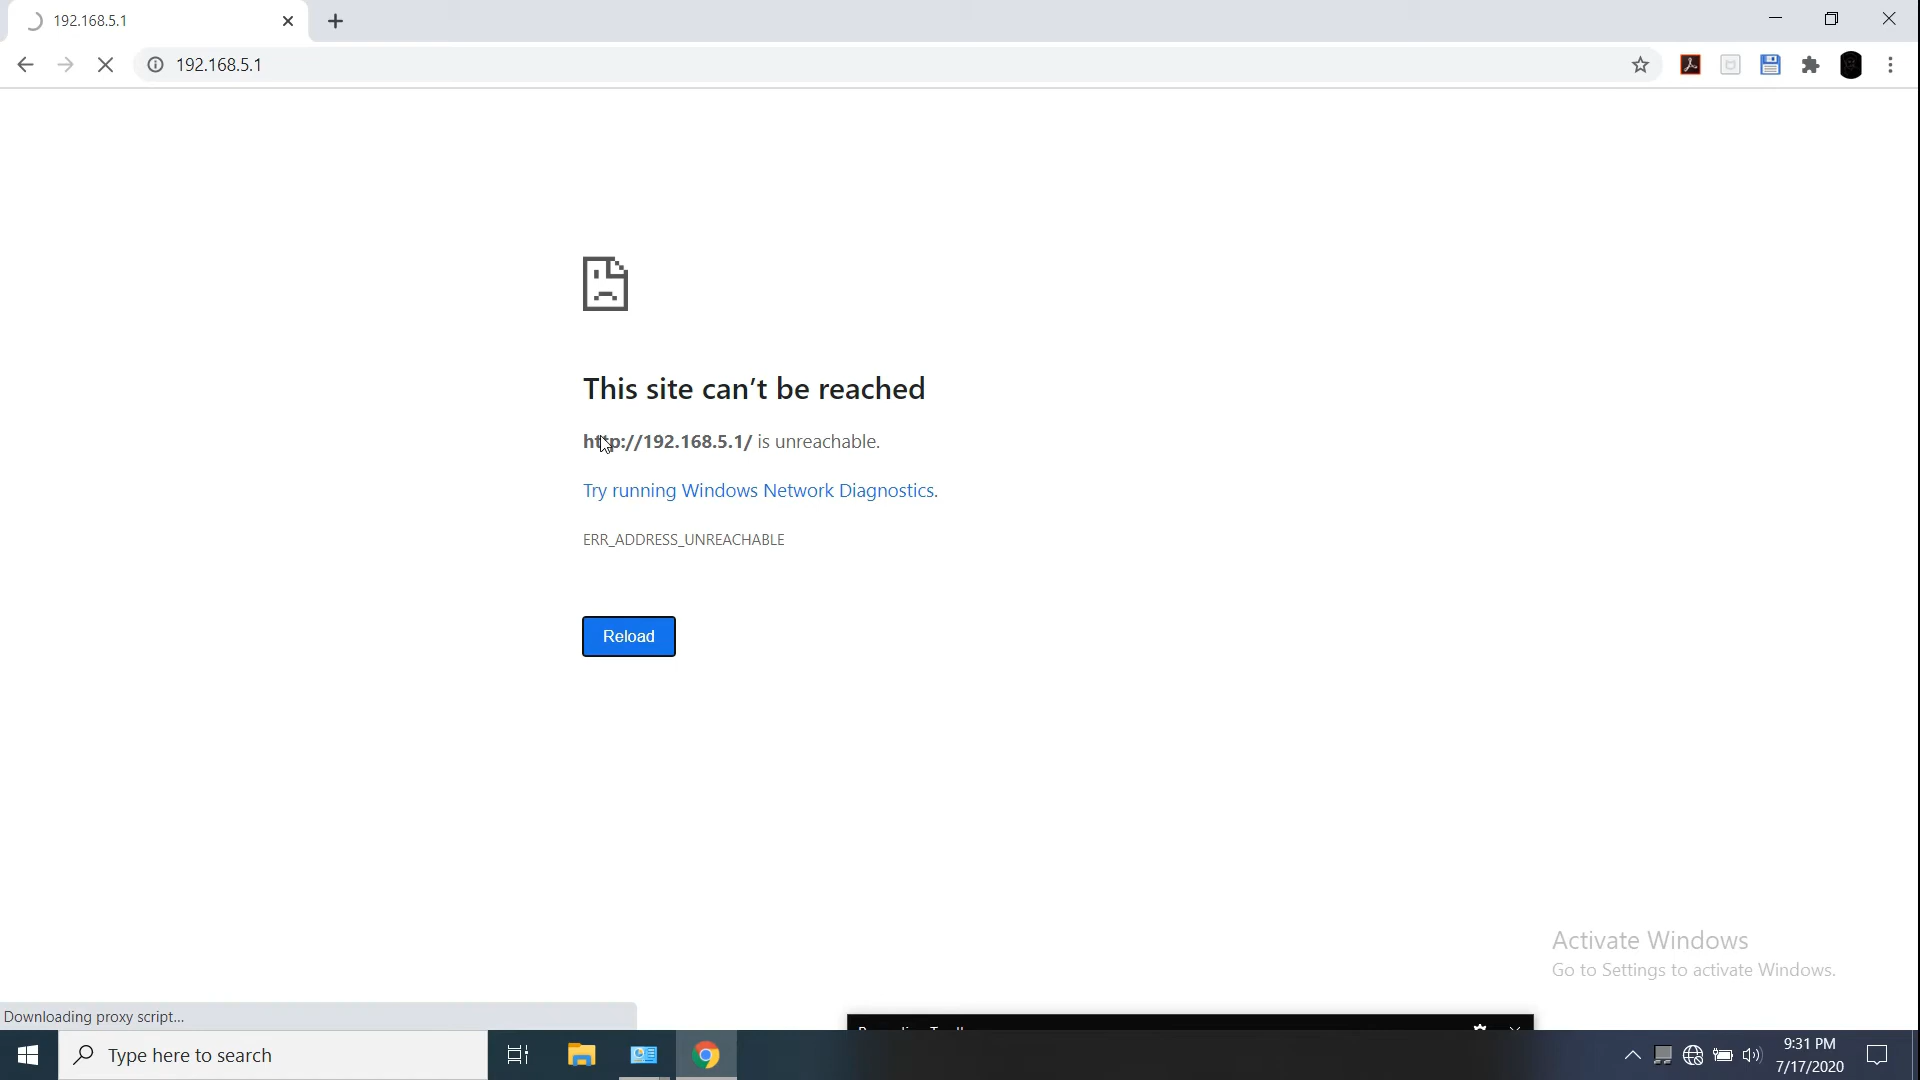 192.168.5.1
192.168.5.1
This site can't be reached
http://192.168.5.1/ is unreachable.
Try running Windows Network Diagnostics.
ERR_ADDRESS_UNREACHABLE
Reload
Activate Windows
Go to Settings to activate Windows.
Downloading proxy script...
Type here to search
9:31 PM
7/17/2020